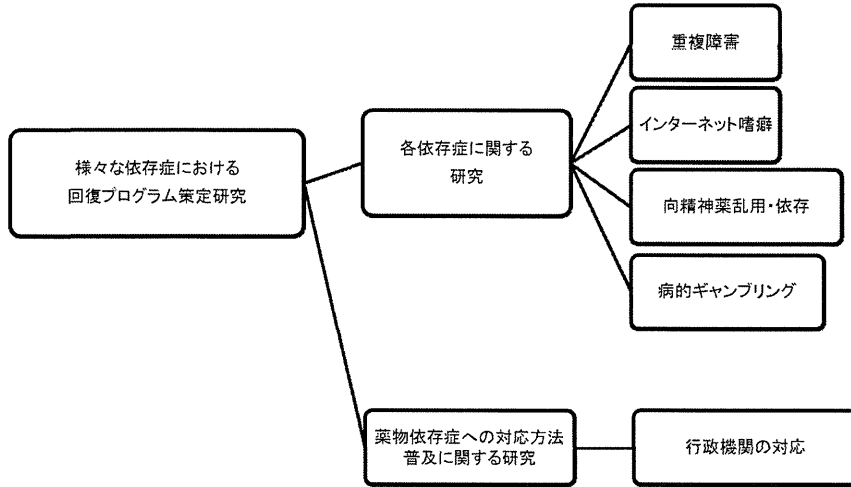 様々な依存症における
回復プログラム策定研究
各依存症に関する
研究
重複障害
インターネット嗜癖
向精神薬乱用・依存
病的ギャンブリング
薬物依存症への対応方法
普及に関する研究
行政機関の対応